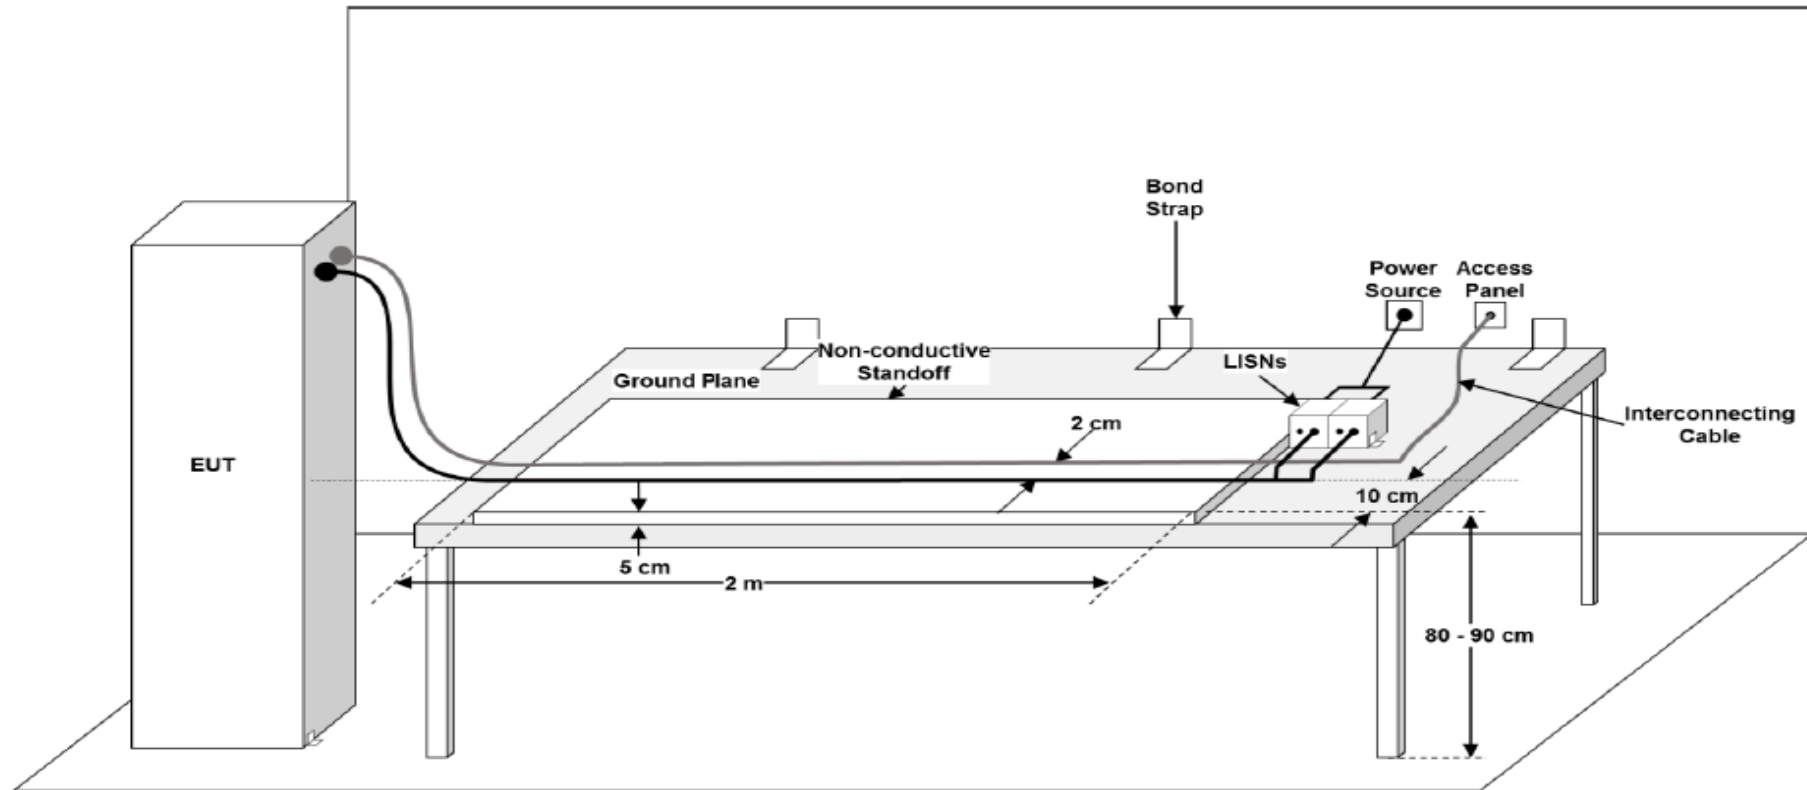 Bond
Strap
Power
Source
Access
Panel
Non-conductive
Standoff
LISNs
Ground Plane
Interconnecting
Cable
2 cm
EUT
10 cm
5 cm
2 m
80 - 90 cm